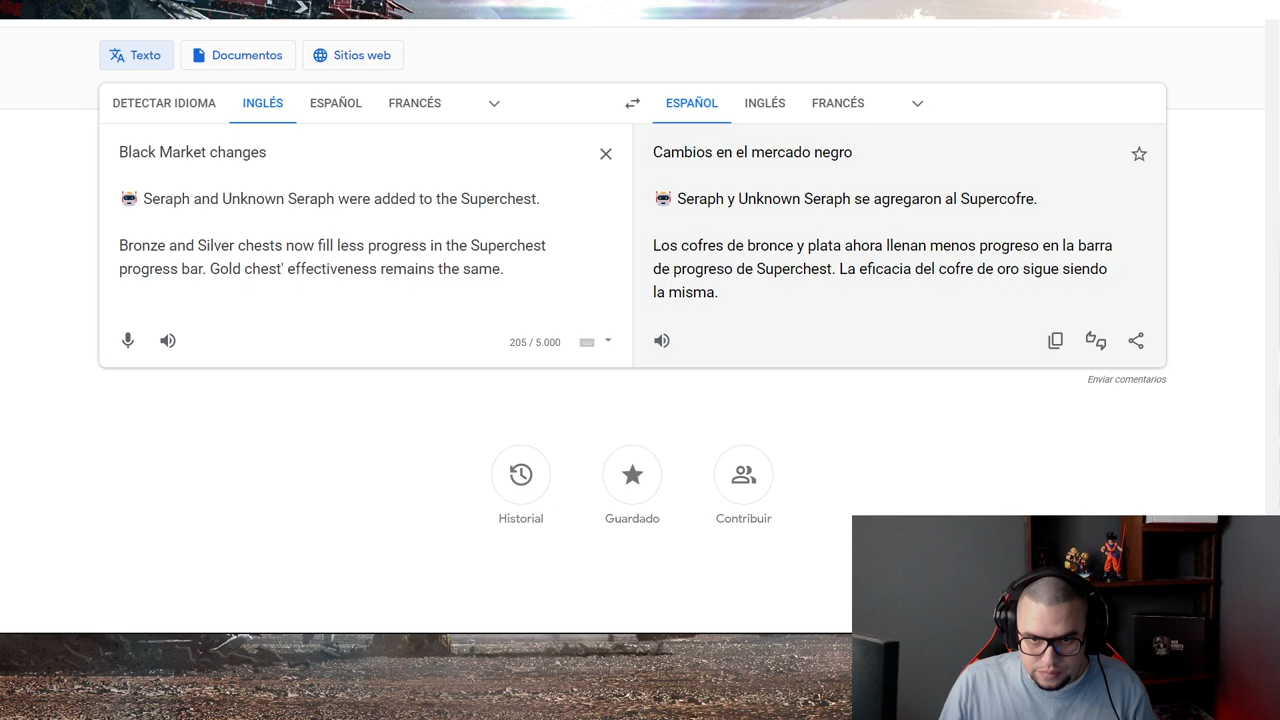 Texto Documentos Sitios web
DETECTAR IDIOMA INGLÉS ESPAÑOL FRANCÉS ESPAÑOL INGLÉS FRANCÉS
Black Market changes
Seraph and Unknown Seraph were added to the Superchest.
Bronze and Silver chests now fill less progress in the Superchest
progress bar. Gold chest' effectiveness remains the same.
205 / 5.000
Cambios en el mercado negro
Seraph y Unknown Seraph se agregaron al Supercofre.
Los cofres de bronce y plata ahora llenan menos progreso en la barra
de progreso de Superchest. La eficacia del cofre de oro sigue siendo
la misma.
Enviar comentarios
Historial Guardado Contribuir